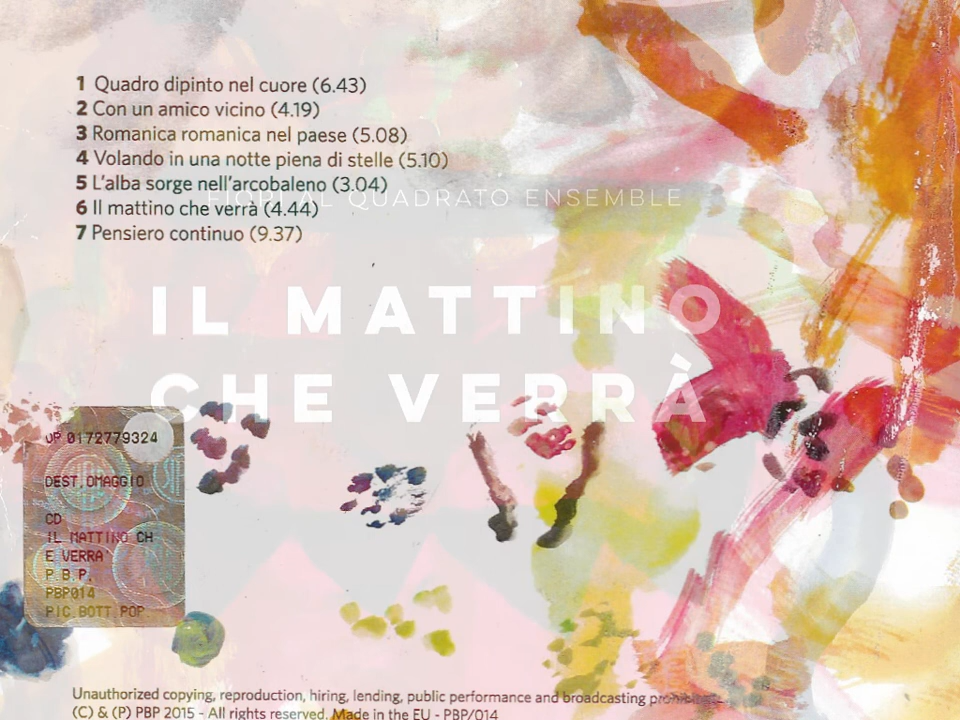 1 Quadro dipinto nel cuore (6.43)
2 Con un amico vicino (4.19)
3 Romanica romanica nel paese (5.08)
4 Volando in una notte piena di stelle (5.10)
5 L'alba sorge nell'arcobaleno (3.04)
FIORI AL QUADRATO ENSEMBLE
6 Il mattino che verrà (4.44)
7 Pensiero continuo (9.37)
IL MATTINO
CHE VERRÀ
OP 0172779324
DEST.OMAGGIO
CD
IL MATTINO CH
E VERRA'
P.B.P.
PBP014
PIC.BOTT.POP.
Unauthorized copying, reproduction, hiring, lending, public performance and broadcasting prohibited.
(C) & (P) PBP 2015 - All rights reserved. Made in the EU - PBP/014